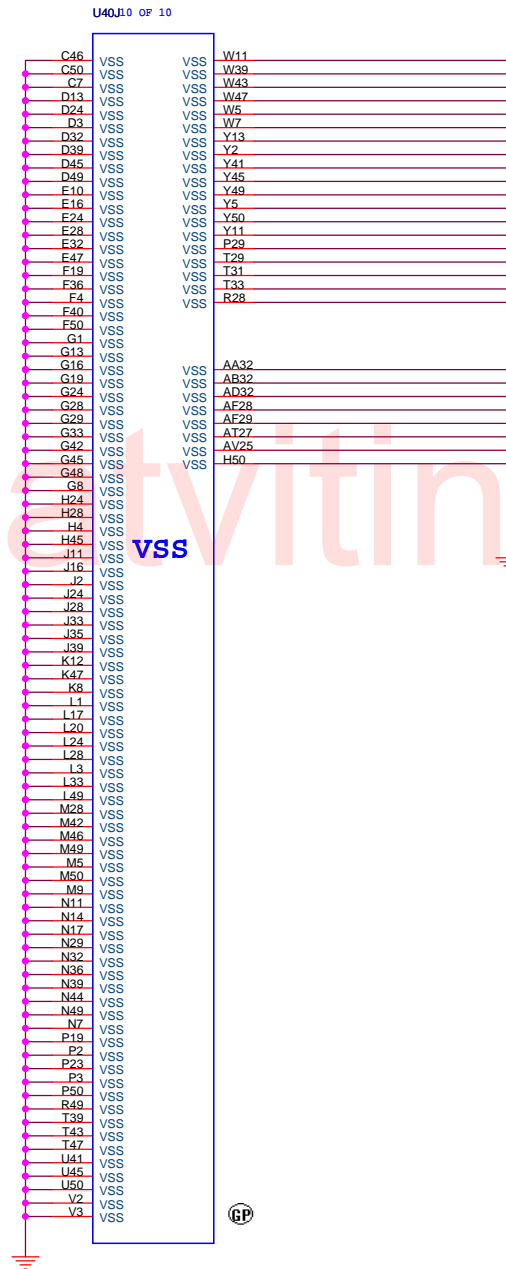 U40J 10 OF 10
C46 VSS VSS W11
C50 VSS VSS W39
C7 VSS VSS W43
D13 VSS VSS W47
D24 VSS VSS W5
D3 VSS VSS W7
D32 VSS VSS Y13
D39 VSS VSS Y2
D45 VSS VSS Y41
D49 VSS VSS Y45
E10 VSS VSS Y49
E16 VSS VSS Y5
E24 VSS VSS Y50
E28 VSS VSS Y11
E32 VSS VSS P29
E47 VSS VSS T29
F19 VSS VSS T31
F36 VSS VSS T33
F4 VSS VSS R28
F40 VSS
F50 VSS
G1 VSS
G13 VSS
G16 VSS VSS AA32
G19 VSS VSS AB32
G24 VSS VSS AD32
G28 VSS VSS AF28
G29 VSS VSS AF29
G33 VSS VSS AT27
G42 VSS VSS AV25
G45 VSS VSS H50
G48 VSS
G8 VSS
H24 VSS
H28 VSS
H4 VSS
H45 VSS
VSS
atvitin
J11 VSS
J16 VSS
J2 VSS
J24 VSS
J28 VSS
J33 VSS
J35 VSS
J39 VSS
K12 VSS
K47 VSS
K8 VSS
L1 VSS
L17 VSS
L20 VSS
L24 VSS
L28 VSS
L3 VSS
L33 VSS
L49 VSS
M28 VSS
M42 VSS
M46 VSS
M49 VSS
M5 VSS
M50 VSS
M9 VSS
N11 VSS
N14 VSS
N17 VSS
N29 VSS
N32 VSS
N36 VSS
N39 VSS
N44 VSS
N49 VSS
N7 VSS
P19 VSS
P2 VSS
P23 VSS
P3 VSS
P50 VSS
R49 VSS
T39 VSS
T43 VSS
T47 VSS
U41 VSS
U45 VSS
U50 VSS
V2 VSS
V3 VSS
GP